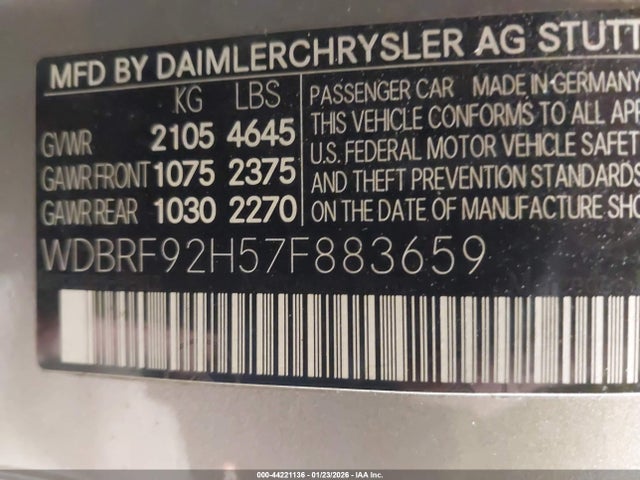 MFD BY DAIMLERCHRYSLER AG STUTT
KG LBS
GVWR 2105 4645
GAWR FRONT 1075 2375
GAWR REAR 1030 2270
PASSENGER CAR MADE IN GERMANY
THIS VEHICLE CONFORMS TO ALL APP
U.S. FEDERAL MOTOR VEHICLE SAFET
AND THEFT PREVENTION STANDARDS
ON THE DATE OF MANUFACTURE SHO
WDBRF92H57F883659
000-44221136 - 01/23/2026 - IAA Inc.